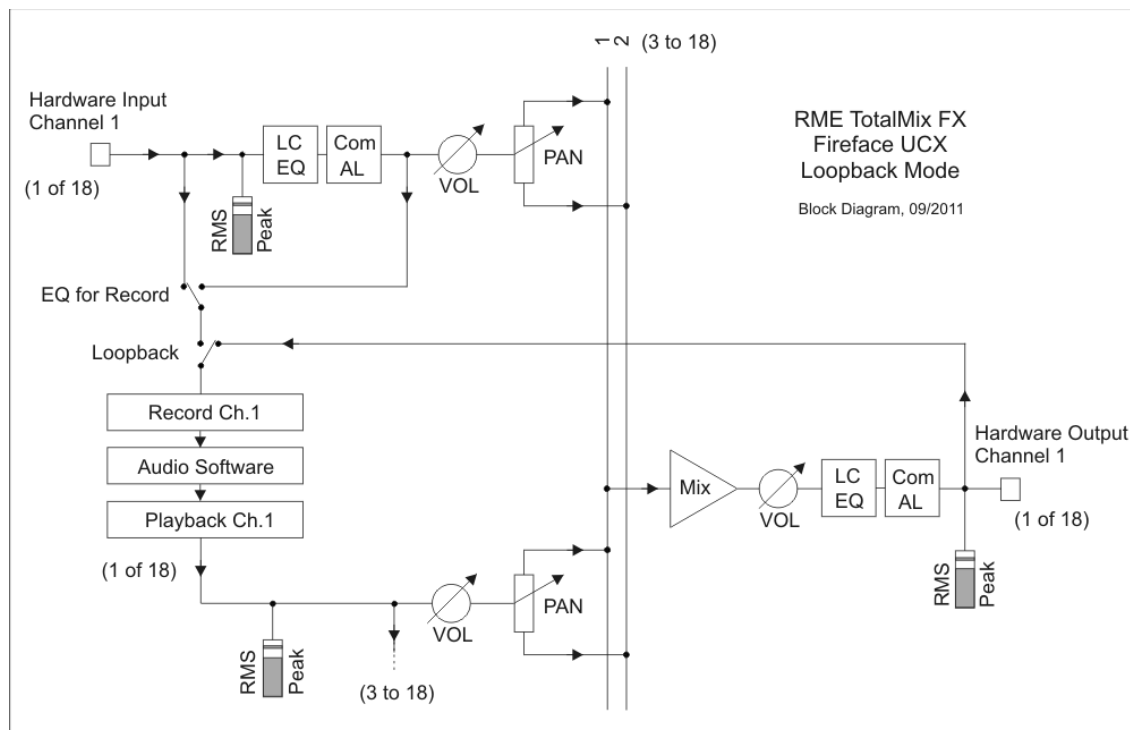 1
2
(3 to 18)
Hardware Input
Channel 1
(1 of 18)
LC
EQ
Com
AL
VOL
PAN
RMS
Peak
RME TotalMix FX
Fireface UCX
Loopback Mode
Block Diagram, 09/2011
EQ for Record
Loopback
Record Ch.1
Audio Software
Playback Ch.1
(1 of 18)
Mix
VOL
LC
EQ
Com
AL
Hardware Output
Channel 1
(1 of 18)
RMS
Peak
VOL
PAN
RMS
Peak
(3 to 18)